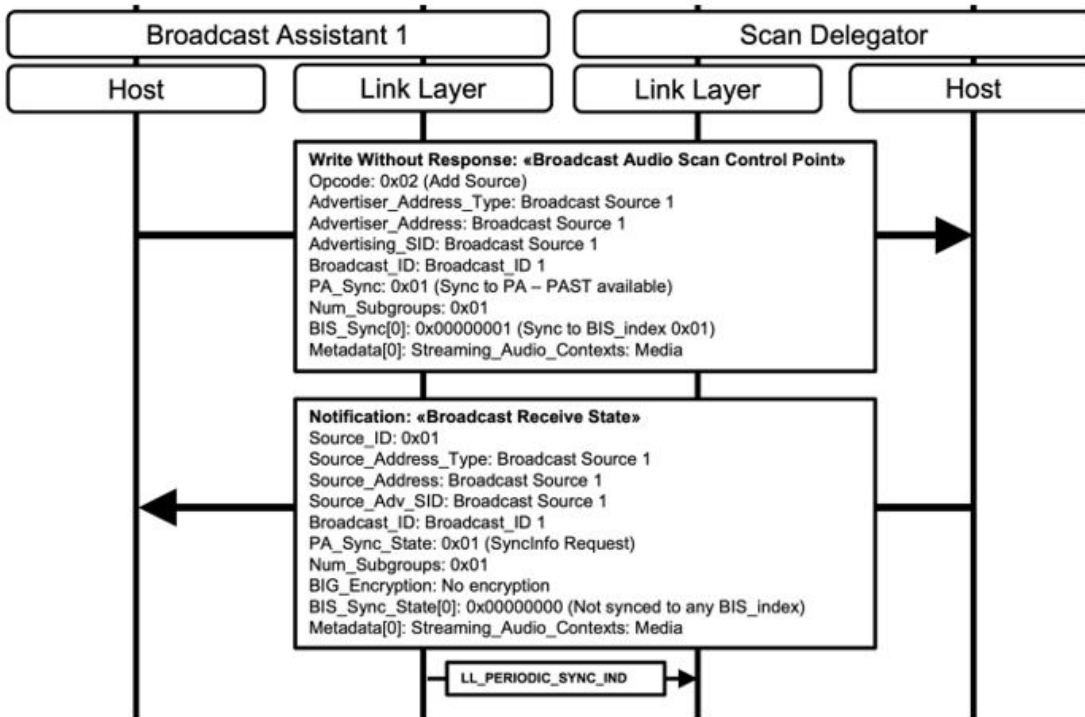 Broadcast Assistant 1
Scan Delegator
Host
Link Layer
Link Layer
Host
Write Without Response: «Broadcast Audio Scan Control Point»
Opcode: 0x02 (Add Source)
Advertiser_Address_Type: Broadcast Source 1
Advertiser_Address: Broadcast Source 1
Advertising_SID: Broadcast Source 1
Broadcast_ID: Broadcast_ID 1
PA_Sync: 0x01 (Sync to PA – PAST available)
Num_Subgroups: 0x01
BIS_Sync[0]: 0x00000001 (Sync to BIS_index 0x01)
Metadata[0]: Streaming_Audio_Contexts: Media
Notification: «Broadcast Receive State»
Source_ID: 0x01
Source_Address_Type: Broadcast Source 1
Source_Address: Broadcast Source 1
Source_Adv_SID: Broadcast Source 1
Broadcast_ID: Broadcast_ID 1
PA_Sync_State: 0x01 (SyncInfo Request)
Num_Subgroups: 0x01
BIG_Encryption: No encryption
BIS_Sync_State[0]: 0x00000000 (Not synced to any BIS_index)
Metadata[0]: Streaming_Audio_Contexts: Media
LL_PERIODIC_SYNC_IND